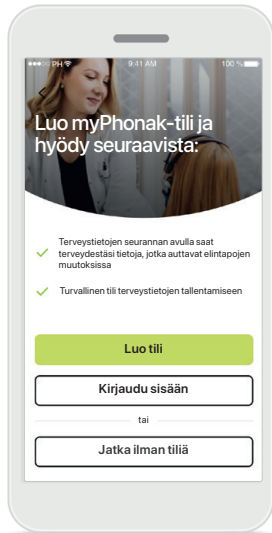 PH 9:41 AM 100 %
Luo myPhonak-tili ja
hyödy seuraavista:
Terveystietojen seurannan avulla saat
terveydestäsi tietoja, jotka auttavat elintapojen
muutoksissa
Turvallinen tili terveystietojen tallentamiseen
Luo tili
Kirjaudu sisään
tai
Jatka ilman tiliä